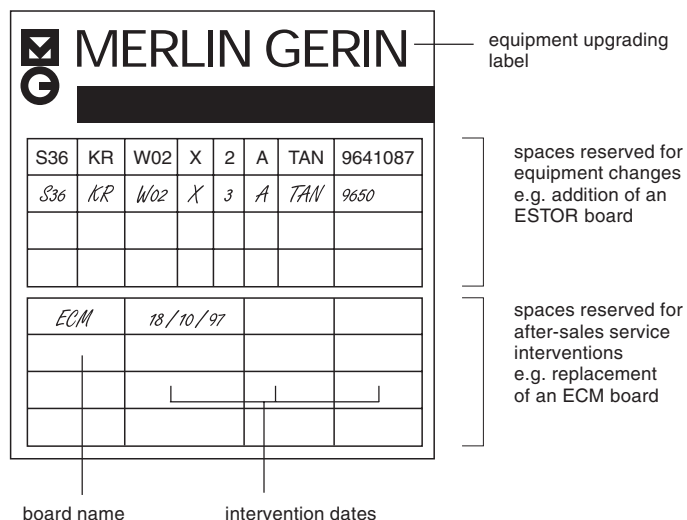 MERLIN GERIN
equipment upgrading
label
S36 KR W02 X 2 A TAN 9641087
S36 KR W02 X 3 A TAN 9650
spaces reserved for
equipment changes
e.g. addition of an
ESTOR board
ECM 18/10/97
spaces reserved for
after-sales service
interventions
e.g. replacement
of an ECM board
board name
intervention dates